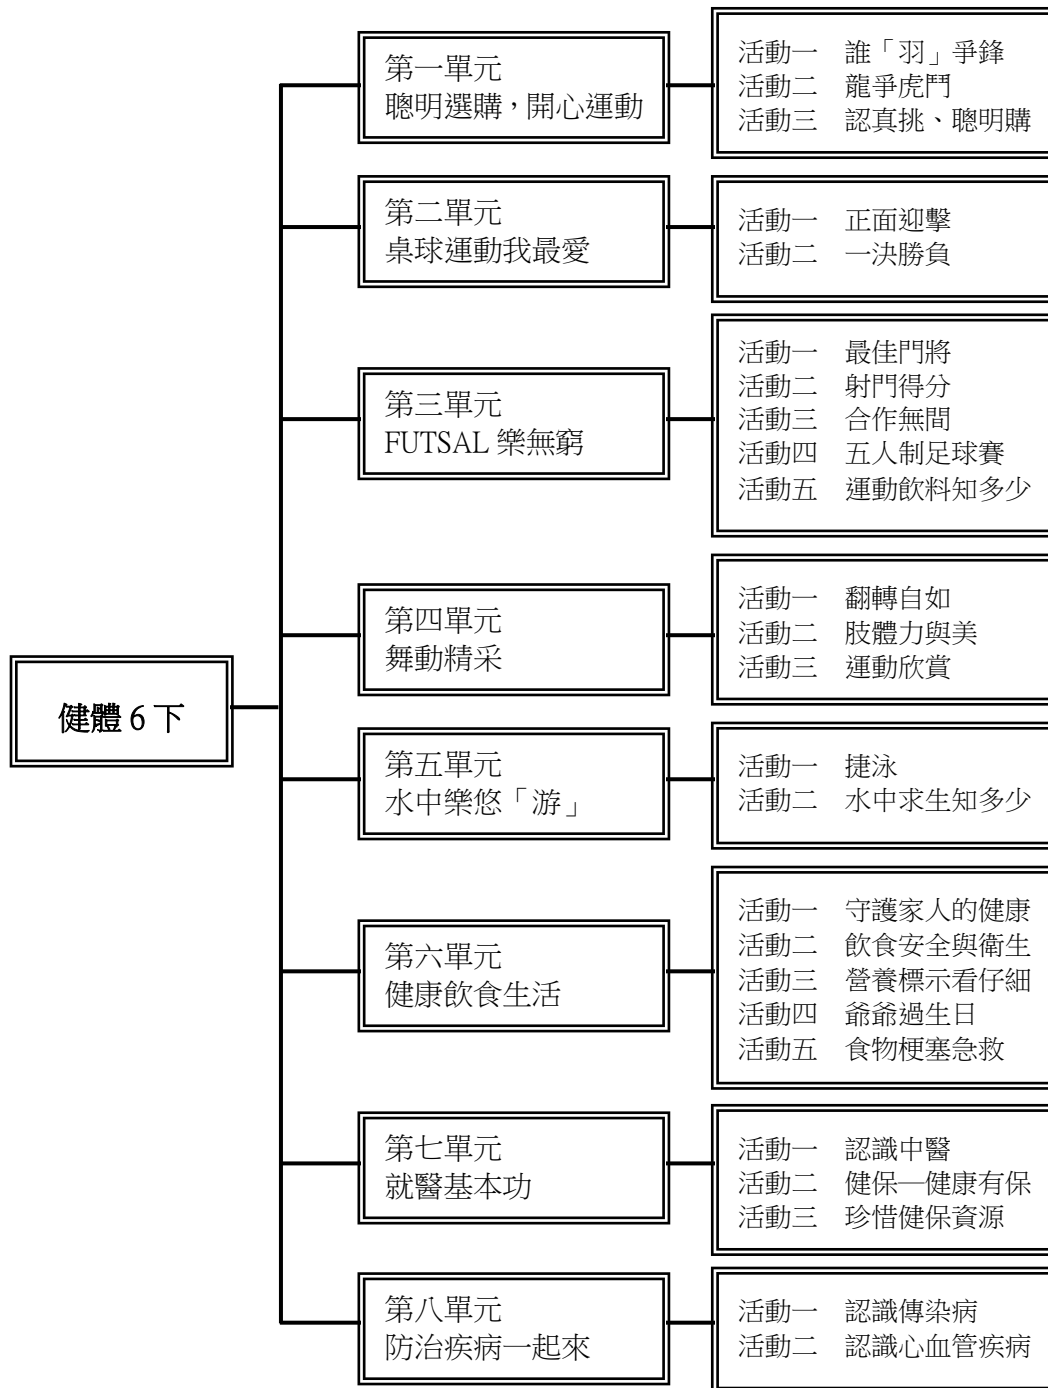 健體 6 下
第一單元
聰明選購，開心運動
活動一　誰「羽」爭鋒
活動二　龍爭虎鬥
活動三　認真挑、聰明購
第二單元
桌球運動我最愛
活動一　正面迎擊
活動二　一決勝負
第三單元
FUTSAL 樂無窮
活動一　最佳門將
活動二　射門得分
活動三　合作無間
活動四　五人制足球賽
活動五　運動飲料知多少
第四單元
舞動精采
活動一　翻轉自如
活動二　肢體力與美
活動三　運動欣賞
第五單元
水中樂悠「游」
活動一　捷泳
活動二　水中求生知多少
第六單元
健康飲食生活
活動一　守護家人的健康
活動二　飲食安全與衛生
活動三　營養標示看仔細
活動四　爺爺過生日
活動五　食物梗塞急救
第七單元
就醫基本功
活動一　認識中醫
活動二　健保─健康有保
活動三　珍惜健保資源
第八單元
防治疾病一起來
活動一　認識傳染病
活動二　認識心血管疾病